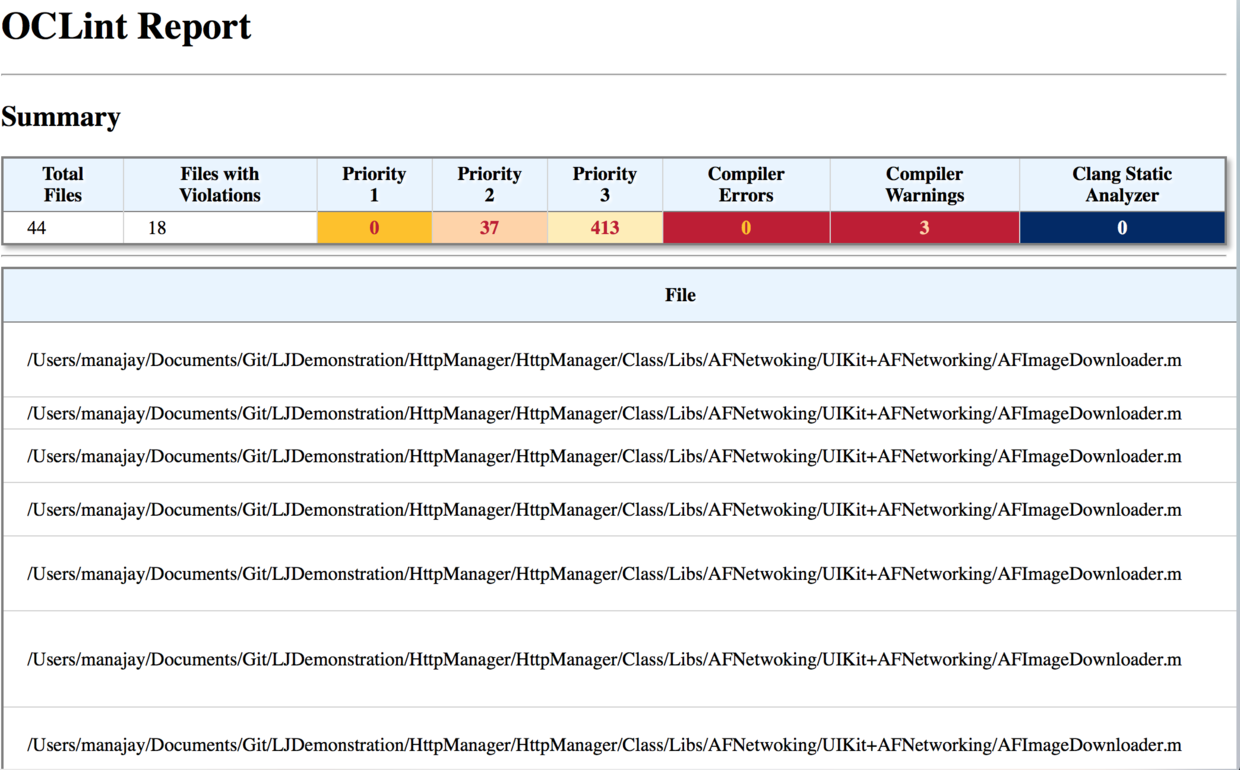 OCLint Report
Summary
Total Files Files with Violations Priority 1 Priority 2 Priority 3 Compiler Errors Compiler Warnings Clang Static Analyzer
44 18 0 37 413 0 3 0
File
/Users/manajay/Documents/Git/LJDemonstration/HttpManager/HttpManager/Class/Libs/AFNetwoking/UIKit+AFNetworking/AFImageDownloader.m
/Users/manajay/Documents/Git/LJDemonstration/HttpManager/HttpManager/Class/Libs/AFNetwoking/UIKit+AFNetworking/AFImageDownloader.m
/Users/manajay/Documents/Git/LJDemonstration/HttpManager/HttpManager/Class/Libs/AFNetwoking/UIKit+AFNetworking/AFImageDownloader.m
/Users/manajay/Documents/Git/LJDemonstration/HttpManager/HttpManager/Class/Libs/AFNetwoking/UIKit+AFNetworking/AFImageDownloader.m
/Users/manajay/Documents/Git/LJDemonstration/HttpManager/HttpManager/Class/Libs/AFNetwoking/UIKit+AFNetworking/AFImageDownloader.m
/Users/manajay/Documents/Git/LJDemonstration/HttpManager/HttpManager/Class/Libs/AFNetwoking/UIKit+AFNetworking/AFImageDownloader.m
/Users/manajay/Documents/Git/LJDemonstration/HttpManager/HttpManager/Class/Libs/AFNetwoking/UIKit+AFNetworking/AFImageDownloader.m